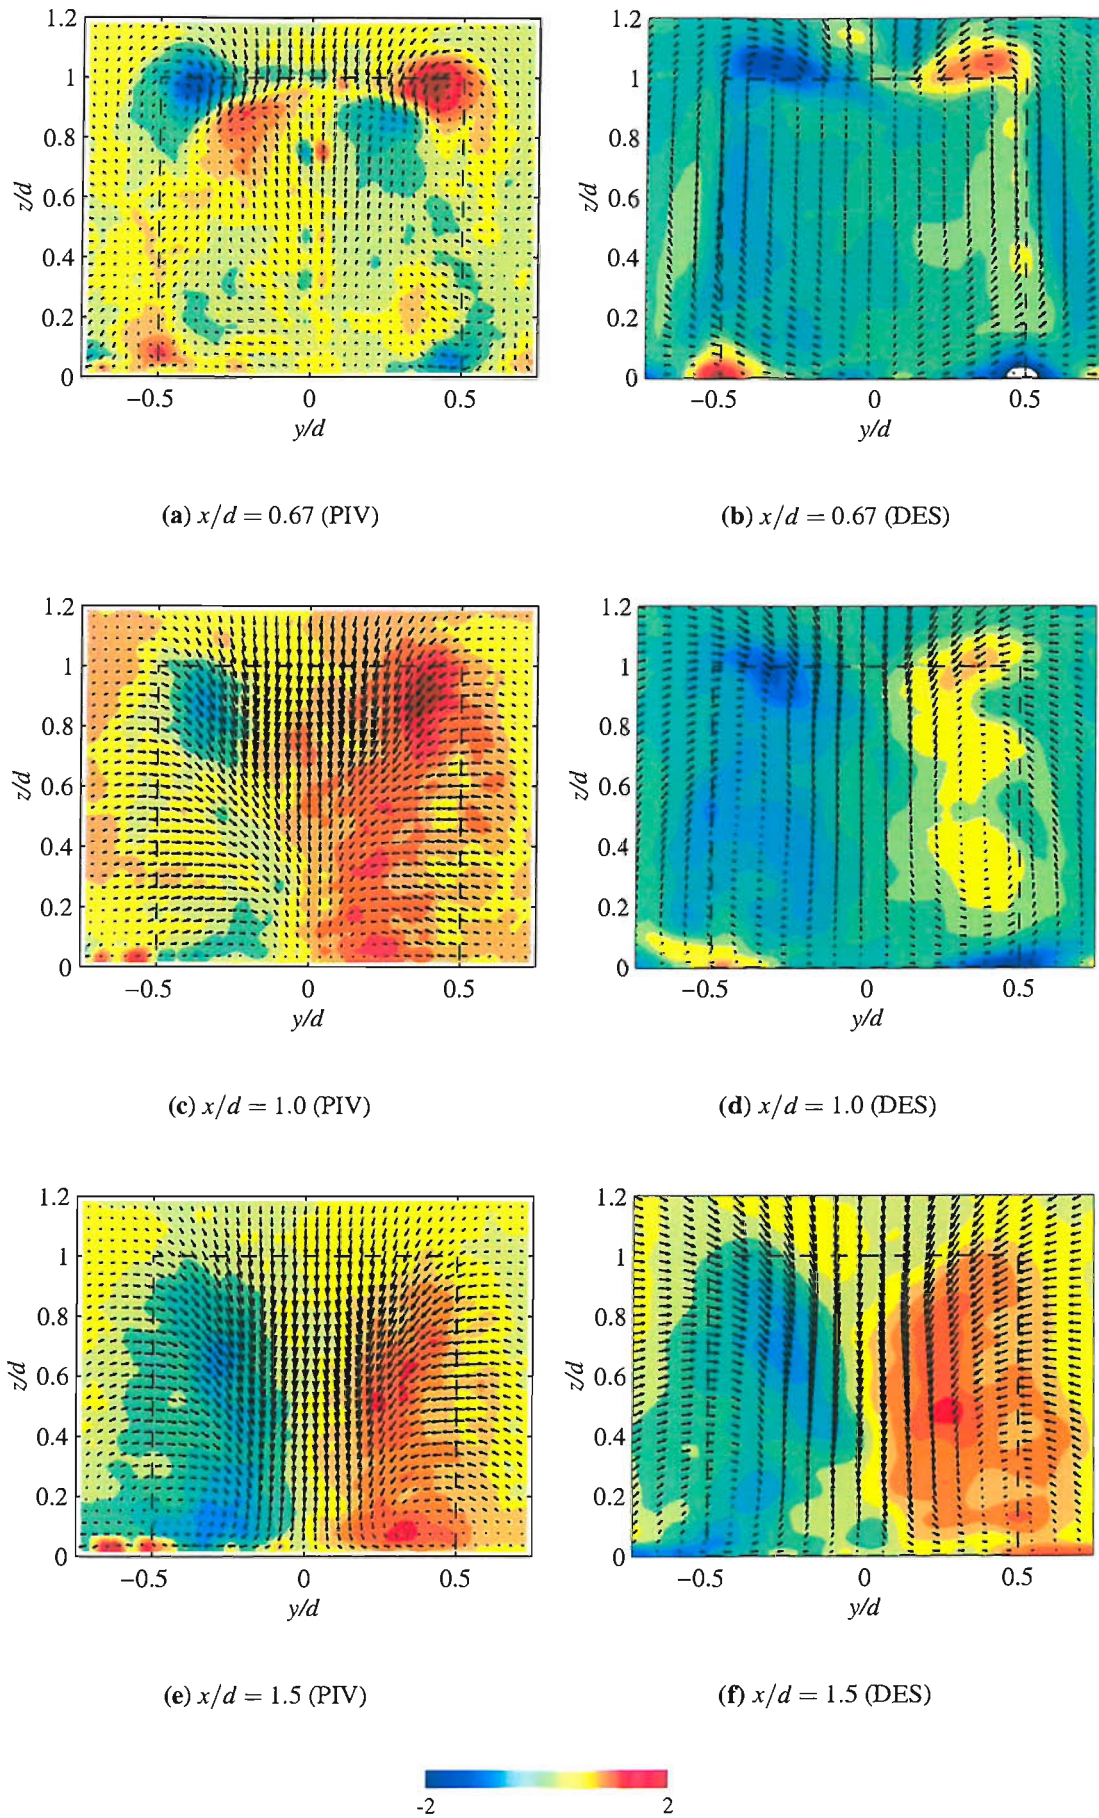 1.2
1
0.8
0.6
0.4
0.2
0
z/d
−0.5 0 0.5
y/d
1.2
1
0.8
0.6
0.4
0.2
0
z/d
−0.5 0 0.5
y/d
(a) x/d = 0.67 (PIV)
(b) x/d = 0.67 (DES)
1.2
1
0.8
0.6
0.4
0.2
0
z/d
−0.5 0 0.5
y/d
1.2
1
0.8
0.6
0.4
0.2
0
z/d
−0.5 0 0.5
y/d
(c) x/d = 1.0 (PIV)
(d) x/d = 1.0 (DES)
1.2
1
0.8
0.6
0.4
0.2
0
z/d
−0.5 0 0.5
y/d
1.2
1
0.8
0.6
0.4
0.2
0
z/d
−0.5 0 0.5
y/d
(e) x/d = 1.5 (PIV)
(f) x/d = 1.5 (DES)
-2 2